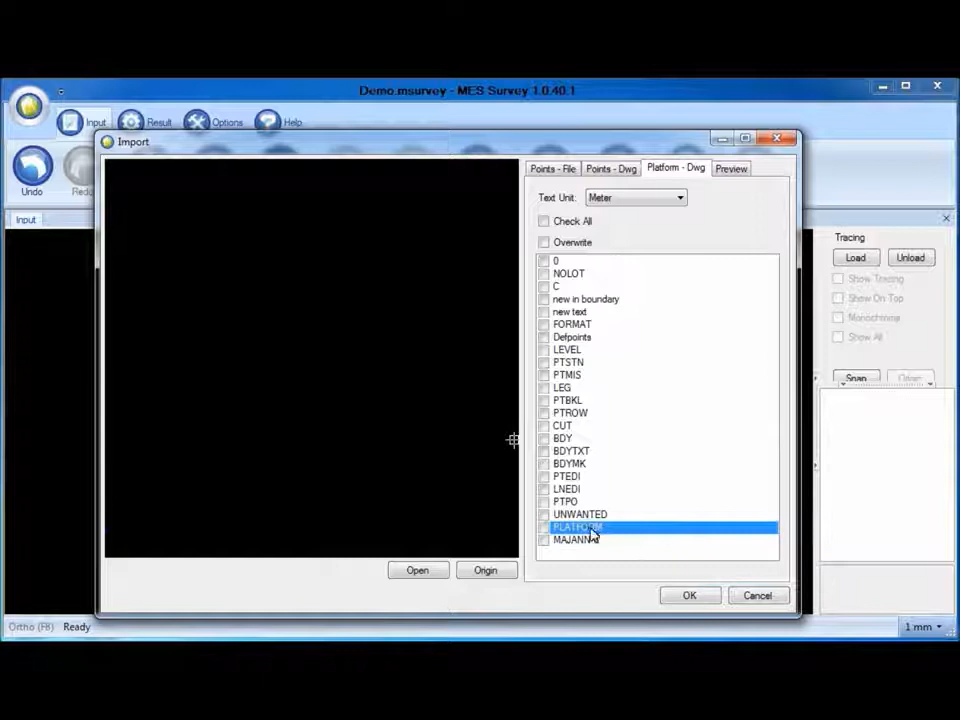 Demo.msurvey - MES Survey 1.0.40.1
Input Result Options Help
Import
Undo
Points - File Points - Dwg Platform - Dwg Preview
Input
Text Unit: Meter
Check All
Overwrite
0
NOLOT
C
new in boundary
new text
FORMAT
Defpoints
LEVEL
PTSTN
PTMIS
LEG
PTBKL
PTROW
CUT
BDY
BDYTXT
BDYMK
PTEDI
LNEDI
PTPO
UNWANTED
PLATFORM
Open Origin
OK Cancel
Tracing
Load Unload
Show Tracing
Show On Top
Monochrome
Show All
Snap Origin
Ortho (F8) Ready 1 mm